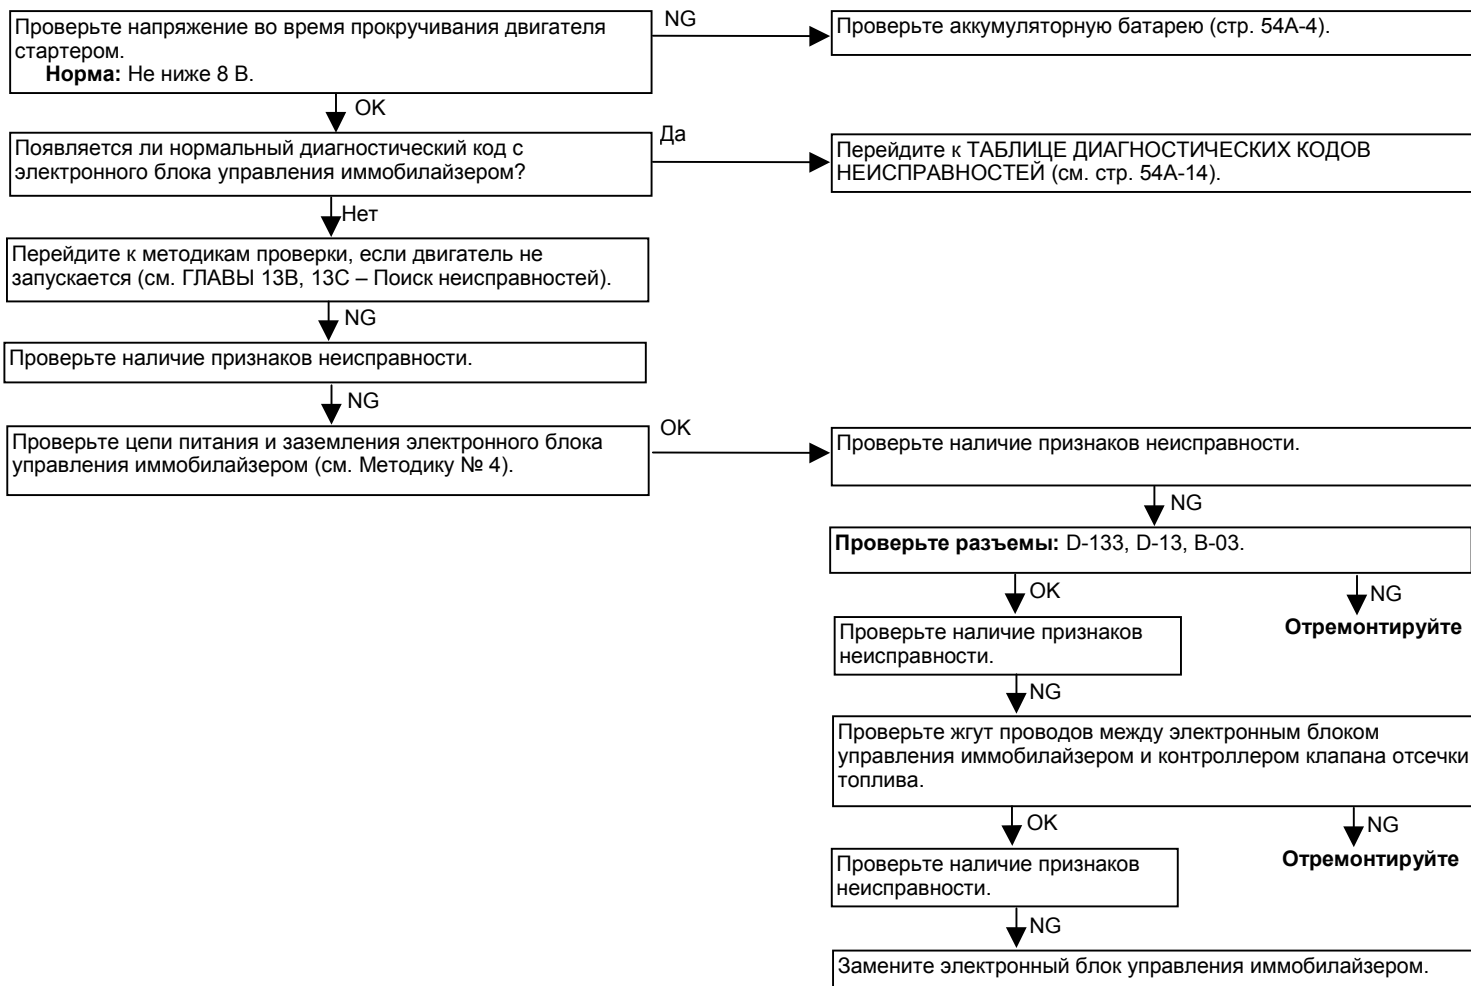 Проверьте напряжение во время прокручивания двигателя
стартером.
Норма: Не ниже 8 В.
NG
Проверьте аккумуляторную батарею (стр. 54А-4).
OK
Появляется ли нормальный диагностический код с
электронного блока управления иммобилайзером?
Да
Перейдите к ТАБЛИЦЕ ДИАГНОСТИЧЕСКИХ КОДОВ
НЕИСПРАВНОСТЕЙ (см. стр. 54А-14).
Нет
Перейдите к методикам проверки, если двигатель не
запускается (см. ГЛАВЫ 13В, 13С – Поиск неисправностей).
NG
Проверьте наличие признаков неисправности.
NG
Проверьте цепи питания и заземления электронного блока
управления иммобилайзером (см. Методику № 4).
OK
Проверьте наличие признаков неисправности.
NG
Проверьте разъемы: D-133, D-13, B-03.
OK
NG
Отремонтируйте
Проверьте наличие признаков
неисправности.
NG
Проверьте жгут проводов между электронным блоком
управления иммобилайзером и контроллером клапана отсечки
топлива.
OK
NG
Отремонтируйте
Проверьте наличие признаков
неисправности.
NG
Замените электронный блок управления иммобилайзером.